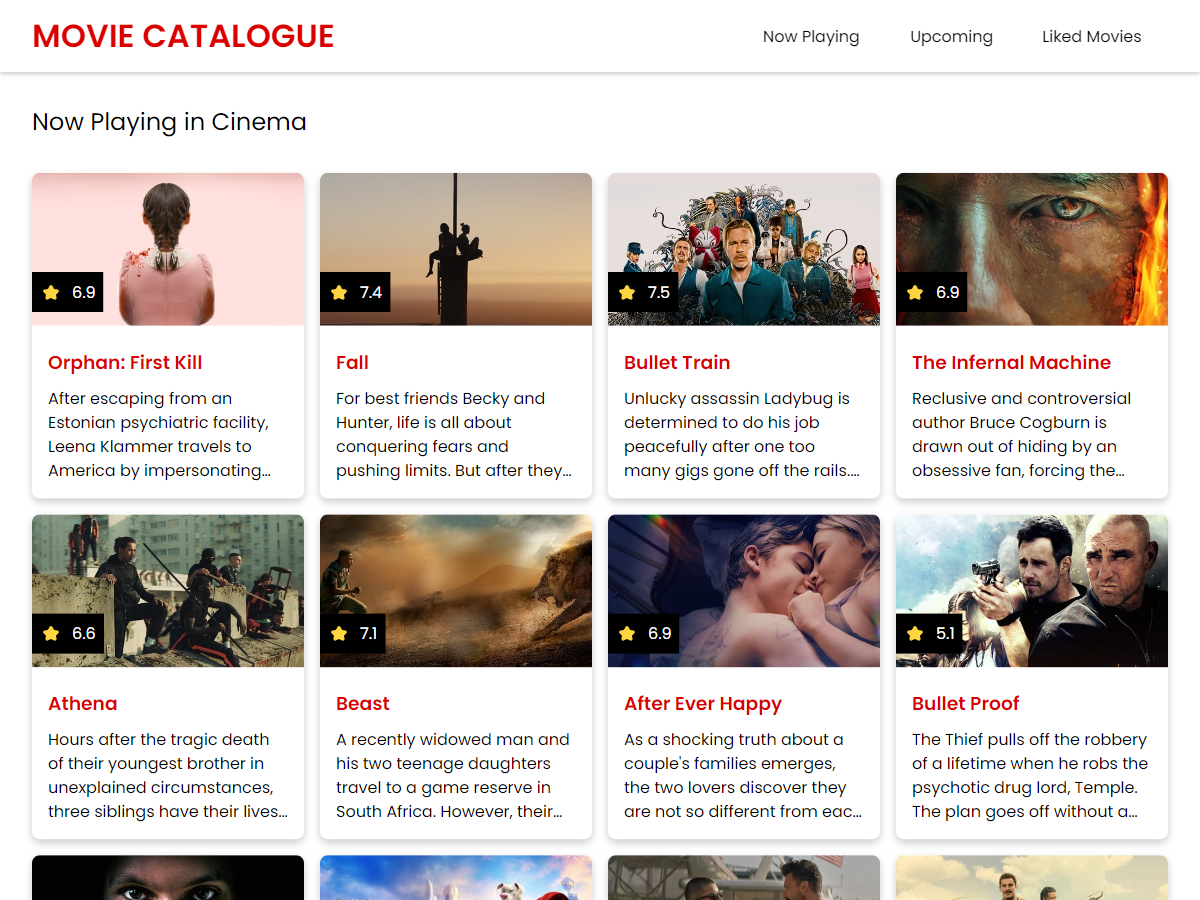 MOVIE CATALOGUE
Now Playing
Upcoming
Liked Movies
Now Playing in Cinema
6.9
7.4
7.5
6.9
Orphan: First Kill
After escaping from an
Estonian psychiatric facility,
Leena Klammer travels to
America by impersonating...
Fall
For best friends Becky and
Hunter, life is all about
conquering fears and
pushing limits. But after they...
Bullet Train
Unlucky assassin Ladybug is
determined to do his job
peacefully after one too
many gigs gone off the rails....
The Infernal Machine
Reclusive and controversial
author Bruce Cogburn is
drawn out of hiding by an
obsessive fan, forcing the...
6.6
7.1
6.9
5.1
Athena
Hours after the tragic death
of their youngest brother in
unexplained circumstances,
three siblings have their lives...
Beast
A recently widowed man and
his two teenage daughters
travel to a game reserve in
South Africa. However, their...
After Ever Happy
As a shocking truth about a
couple's families emerges,
the two lovers discover they
are not so different from eac...
Bullet Proof
The Thief pulls off the robbery
of a lifetime when he robs the
psychotic drug lord, Temple.
The plan goes off without a...